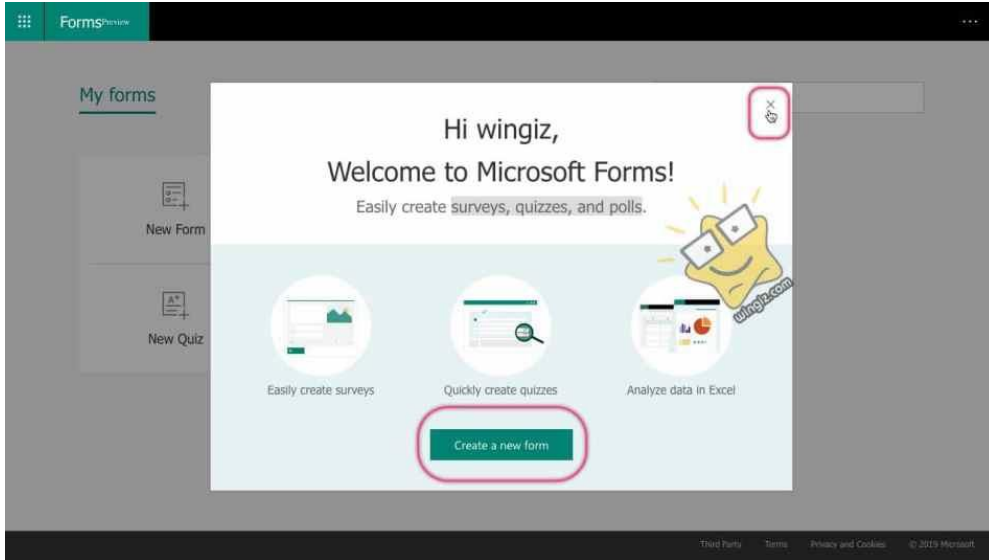 Forms Preview
...
My forms
Hi wingiz,
Welcome to Microsoft Forms!
Easily create surveys, quizzes, and polls.
New Form
New Quiz
wingiz.com
Easily create surveys
Quickly create quizzes
Analyze data in Excel
Create a new form
Third Party Terms Privacy and Cookies © 2019 Microsoft